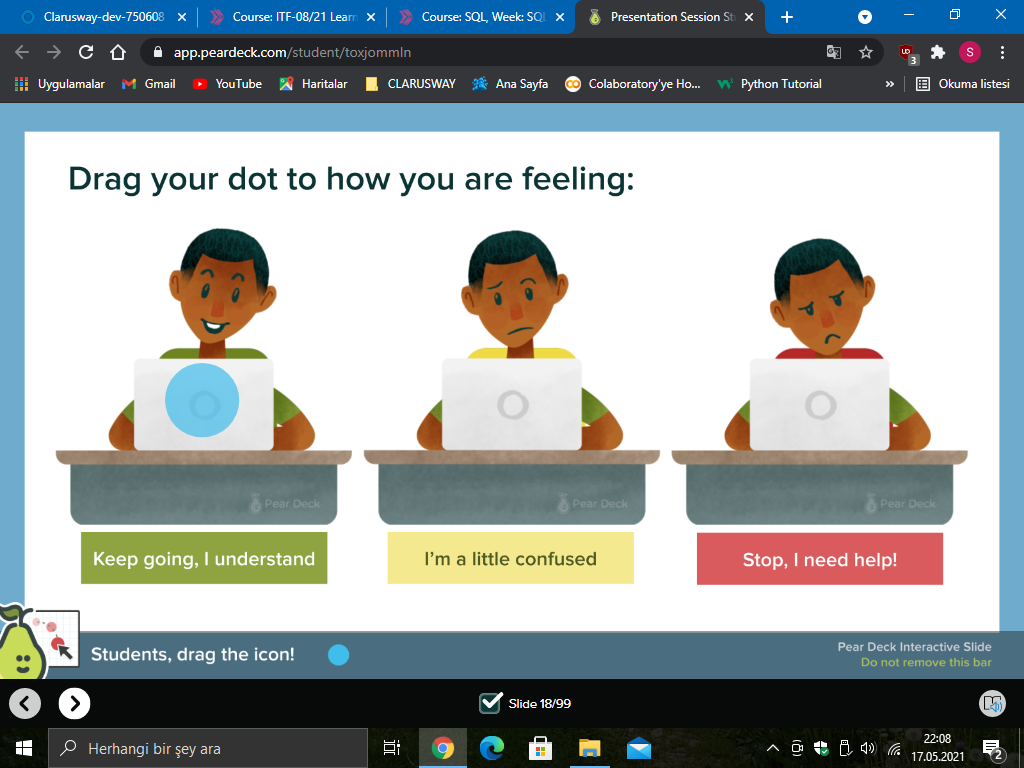 Clarusway-dev-750608
Course: ITF-08/21 Learn
Course: SQL, Week: SQL
Presentation Session St
app.peardeck.com/student/toxjommln
S
UD
3
Uygulamalar
Gmail
YouTube
Haritalar
CLARUSWAY
Ana Sayfa
Colaboratory'ye Ho...
Python Tutorial
»
Okuma listesi
Drag your dot to how you are feeling:
Pear Deck
Pear Deck
Pear Deck
Keep going, I understand
I'm a little confused
Stop, I need help!
Students, drag the icon!
Pear Deck Interactive Slide
Do not remove this bar
Slide 18/99
Herhangi bir şey ara
22:08
17.05.2021
2